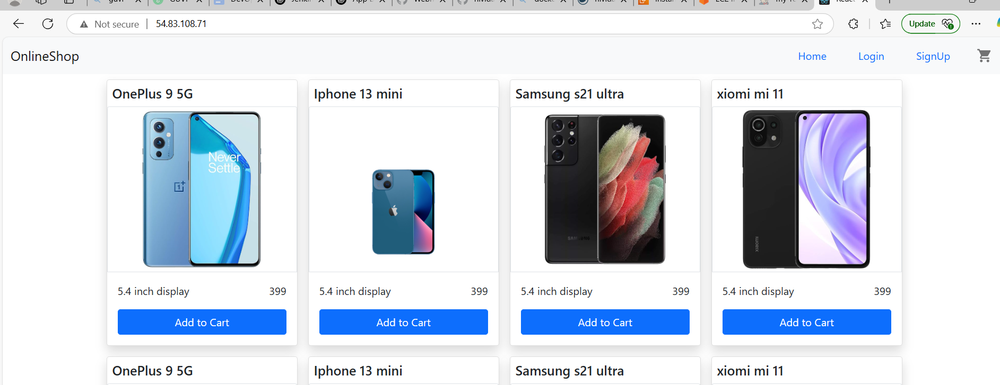 Not secure 54.83.108.71 Update
OnlineShop Home Login SignUp
OnePlus 9 5G Iphone 13 mini Samsung s21 ultra xiomi mi 11
Never
Settle
SAMSUNG
xiaomi
5.4 inch display 399 5.4 inch display 399 5.4 inch display 399 5.4 inch display 399
Add to Cart Add to Cart Add to Cart Add to Cart
OnePlus 9 5G Iphone 13 mini Samsung s21 ultra xiomi mi 11